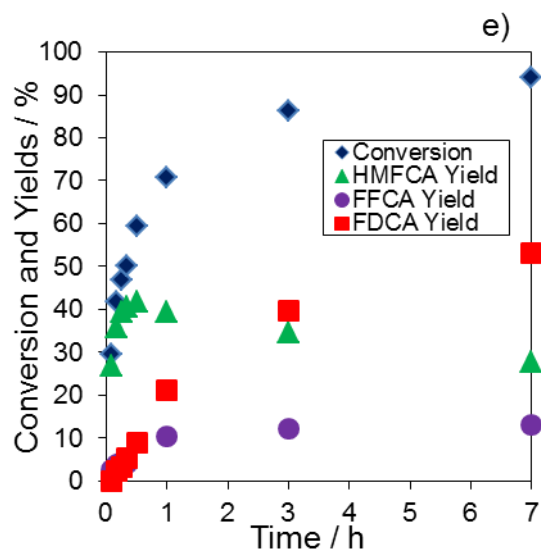 e)
100
90
80
70
60
50
40
30
20
10
0
Conversion and Yields / %
Conversion
HMFCA Yield
FFCA Yield
FDCA Yield
0 1 2 3 4 5 6 7
Time / h